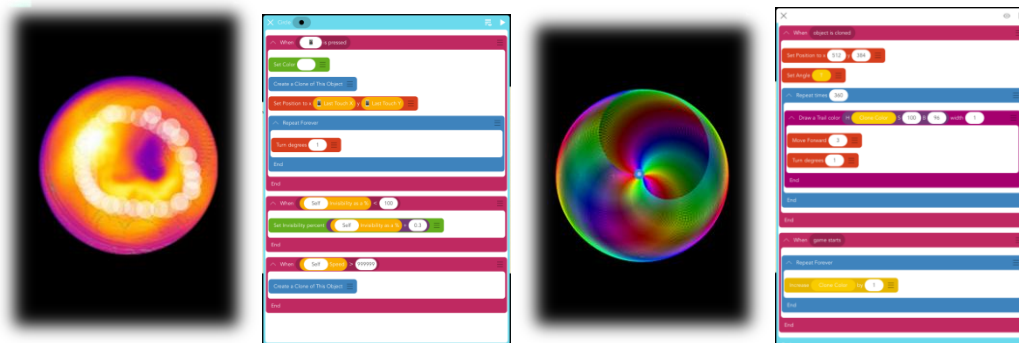 Circle
When is pressed
Set Color
Create a Clone of This Object
Set Position to x Last Touch X y Last Touch Y
Repeat Forever
Turn degrees 1
End
End
When Self Invisibility as a % < 100
Set Invisibility percent Self Invisibility as a % + 0.3
End
When Self Speed > 999999
Create a Clone of This Object
End
When object is cloned
Set Position to x 512 y 384
Set Angle
Repeat times 360
Draw a Trail color H Clone Color S 100 B 96 width 1
Move Forward 3
Turn degrees 1
End
End
End
When game starts
Repeat Forever
Increase Clone Color by 1
End
End